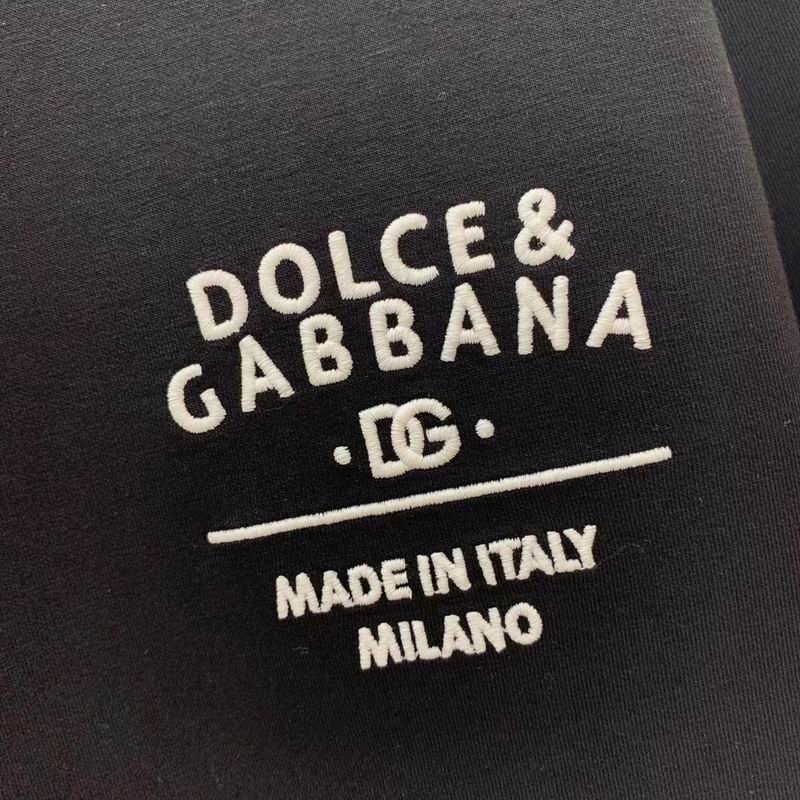 DOLCE &
GABBANA
· DG ·
MADE IN ITALY
MILANO